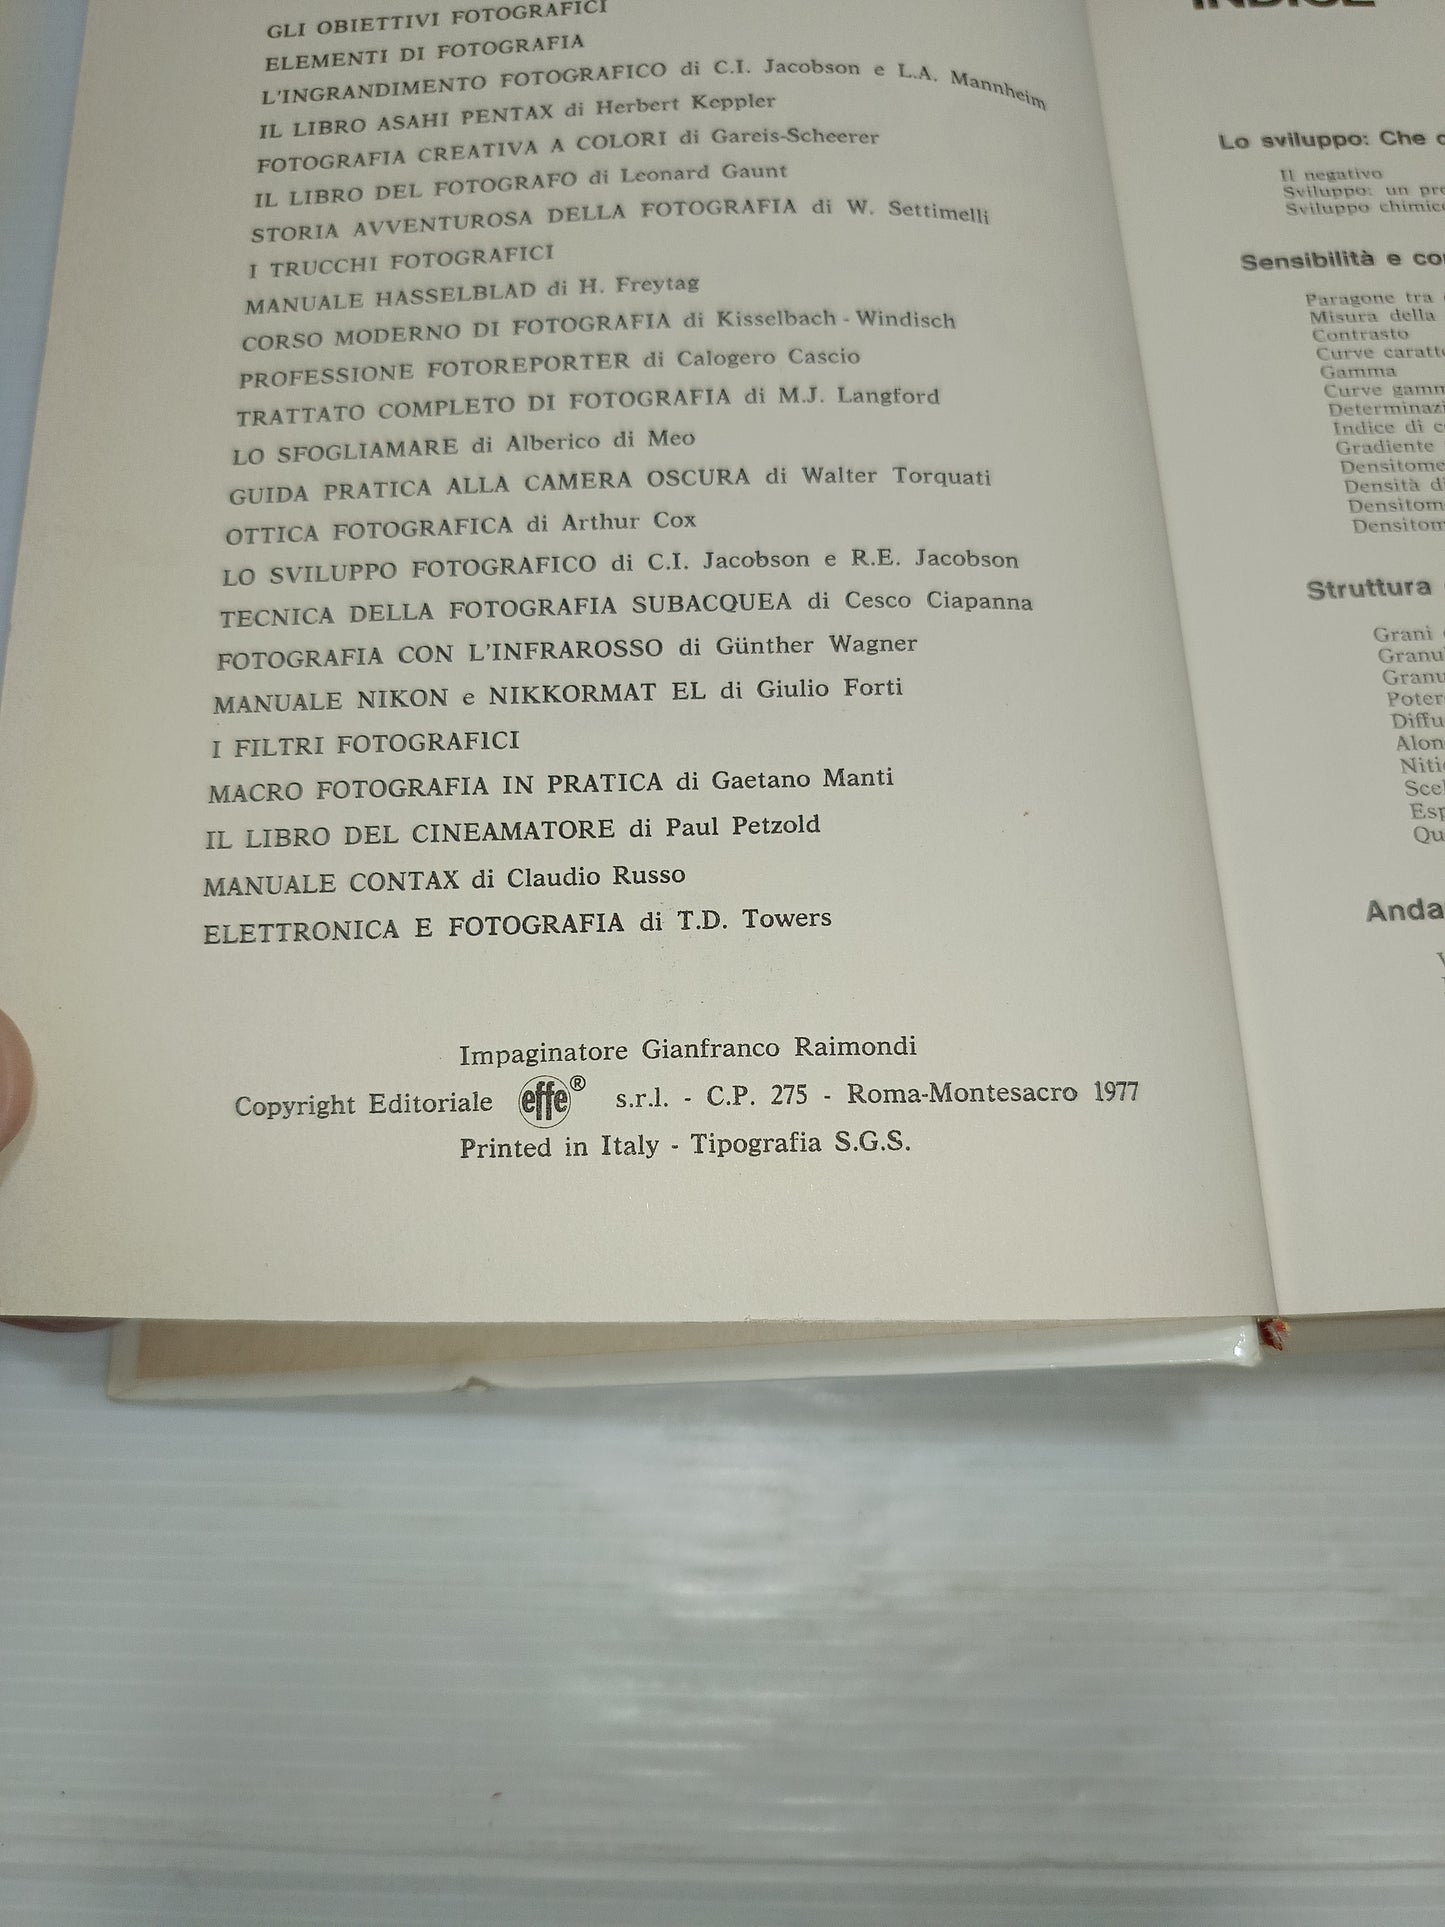 GLI OBIETTIVI FOTOGRAFICI
ELEMENTI DI FOTOGRAFIA
L'INGRANDIMENTO FOTOGRAFICO di C.I. Jacobson e L.A. Mannheim
IL LIBRO ASAHI PENTAX di Herbert Keppler
FOTOGRAFIA CREATIVA A COLORI di Gareis-Scheerer
IL LIBRO DEL FOTOGRAFO di Leonard Gaunt
STORIA AVVENTUROSA DELLA FOTOGRAFIA di W. Settimelli
I TRUCCHI FOTOGRAFICI
MANUALE HASSELBLAD di H. Freytag
CORSO MODERNO DI FOTOGRAFIA di Kisselbach - Windisch
PROFESSIONE FOTOREPORTER di Calogero Cascio
TRATTATO COMPLETO DI FOTOGRAFIA di M.J. Langford
LO SFOGLIAMARE di Alberico di Meo
GUIDA PRATICA ALLA CAMERA OSCURA di Walter Torquati
OTTICA FOTOGRAFICA di Arthur Cox
LO SVILUPPO FOTOGRAFICO di C.I. Jacobson e R.E. Jacobson
TECNICA DELLA FOTOGRAFIA SUBACQUEA di Cesco Ciapanna
FOTOGRAFIA CON L'INFRAROSSO di Günther Wagner
MANUALE NIKON e NIKKORMAT EL di Giulio Forti
I FILTRI FOTOGRAFICI
MACRO FOTOGRAFIA IN PRATICA di Gaetano Manti
IL LIBRO DEL CINEAMATORE di Paul Petzold
MANUALE CONTAX di Claudio Russo
ELETTRONICA E FOTOGRAFIA di T.D. Towers
Impaginatore Gianfranco Raimondi
Copyright Editoriale effe® s.r.l. - C.P. 275 - Roma-Montesacro 1977
Printed in Italy - Tipografia S.G.S.
INDICE
Lo sviluppo: Che
Il negativo
Sviluppo: un
Sviluppo
Sensibilità e
Paragone tra
Misura della
Contrasto
Curve
Gamma
Curve
Indice di
Gradiente
Densità
Struttura
Grani